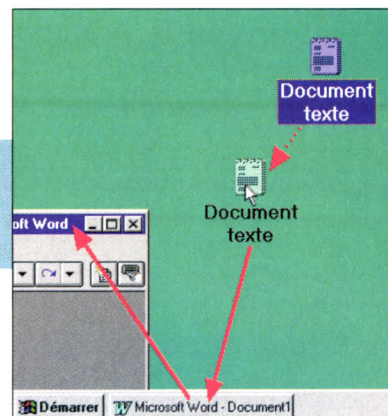 Document
texte
Document
texte
oft Word
Démarrer
Microsoft Word - Document1